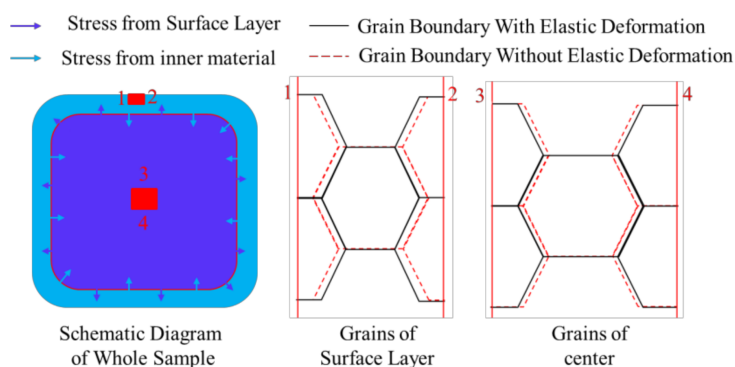 Stress from Surface Layer
Grain Boundary With Elastic Deformation
Stress from inner material
Grain Boundary Without Elastic Deformation
1 2
3
4
1 2
3 4
Schematic Diagram
of Whole Sample
Grains of
Surface Layer
Grains of
center